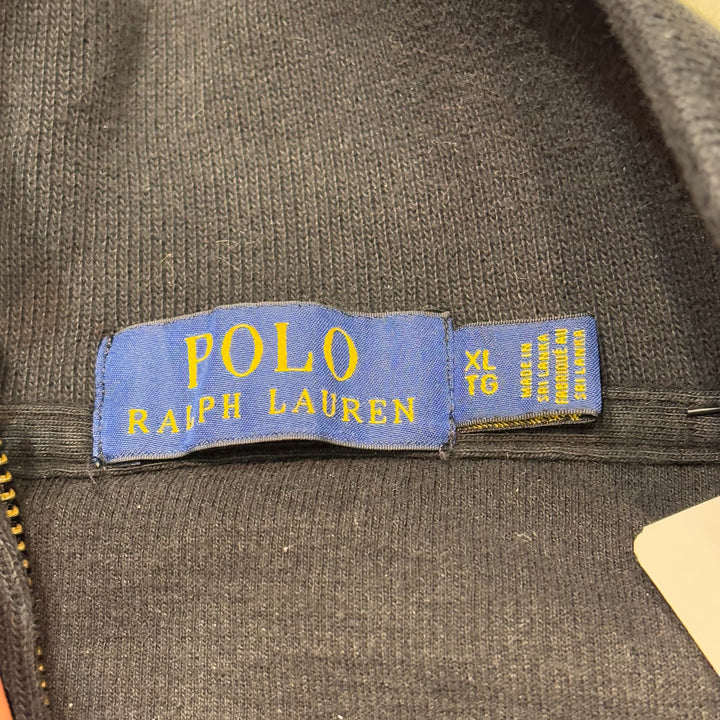 POLO
RALPH LAUREN
XL
TG
MADE IN
SRI LANKA
FABRIQUÉ AU
SRI LANKA